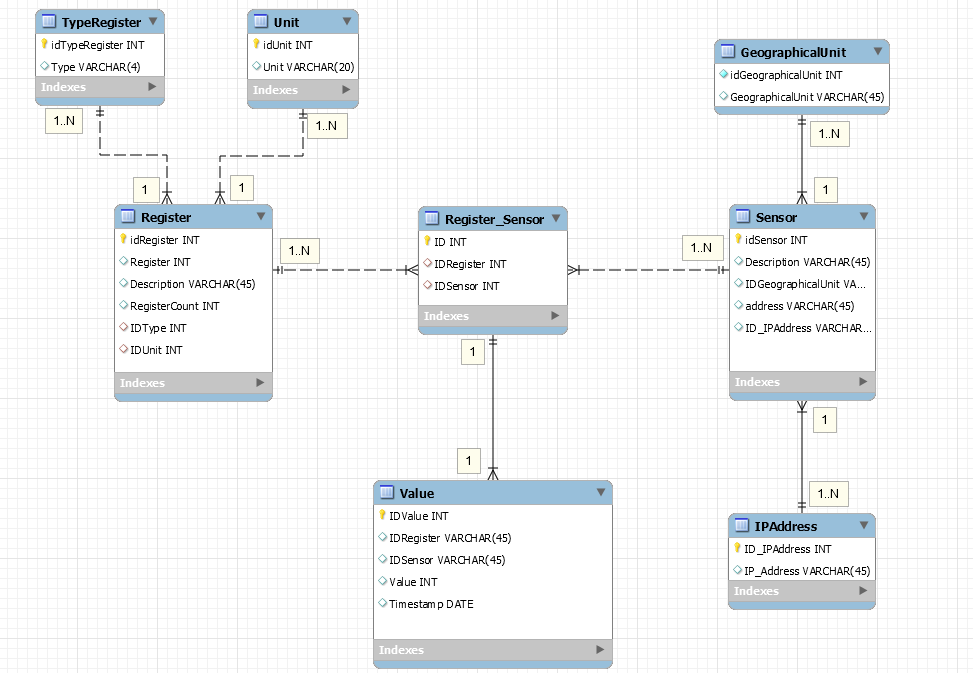 TypeRegister
idTypeRegister INT
Type VARCHAR(4)
Indexes
1..N
Unit
idUnit INT
Unit VARCHAR(20)
Indexes
1..N
GeographicalUnit
idGeographicalUnit INT
GeographicalUnit VARCHAR(45)
1..N
1
1
1
Register
idRegister INT
Register INT
Description VARCHAR(45)
RegisterCount INT
IDType INT
IDUnit INT
Indexes
1..N
Register_Sensor
ID INT
IDRegister INT
IDSensor INT
Indexes
1..N
Sensor
idSensor INT
Description VARCHAR(45)
IDGeographicalUnit VA...
address VARCHAR(45)
ID_IPAddress VARCHAR...
Indexes
1
1
1
1..N
Value
IDValue INT
IDRegister VARCHAR(45)
IDSensor VARCHAR(45)
Value INT
Timestamp DATE
Indexes
IPAddress
ID_IPAddress INT
IP_Address VARCHAR(45)
Indexes